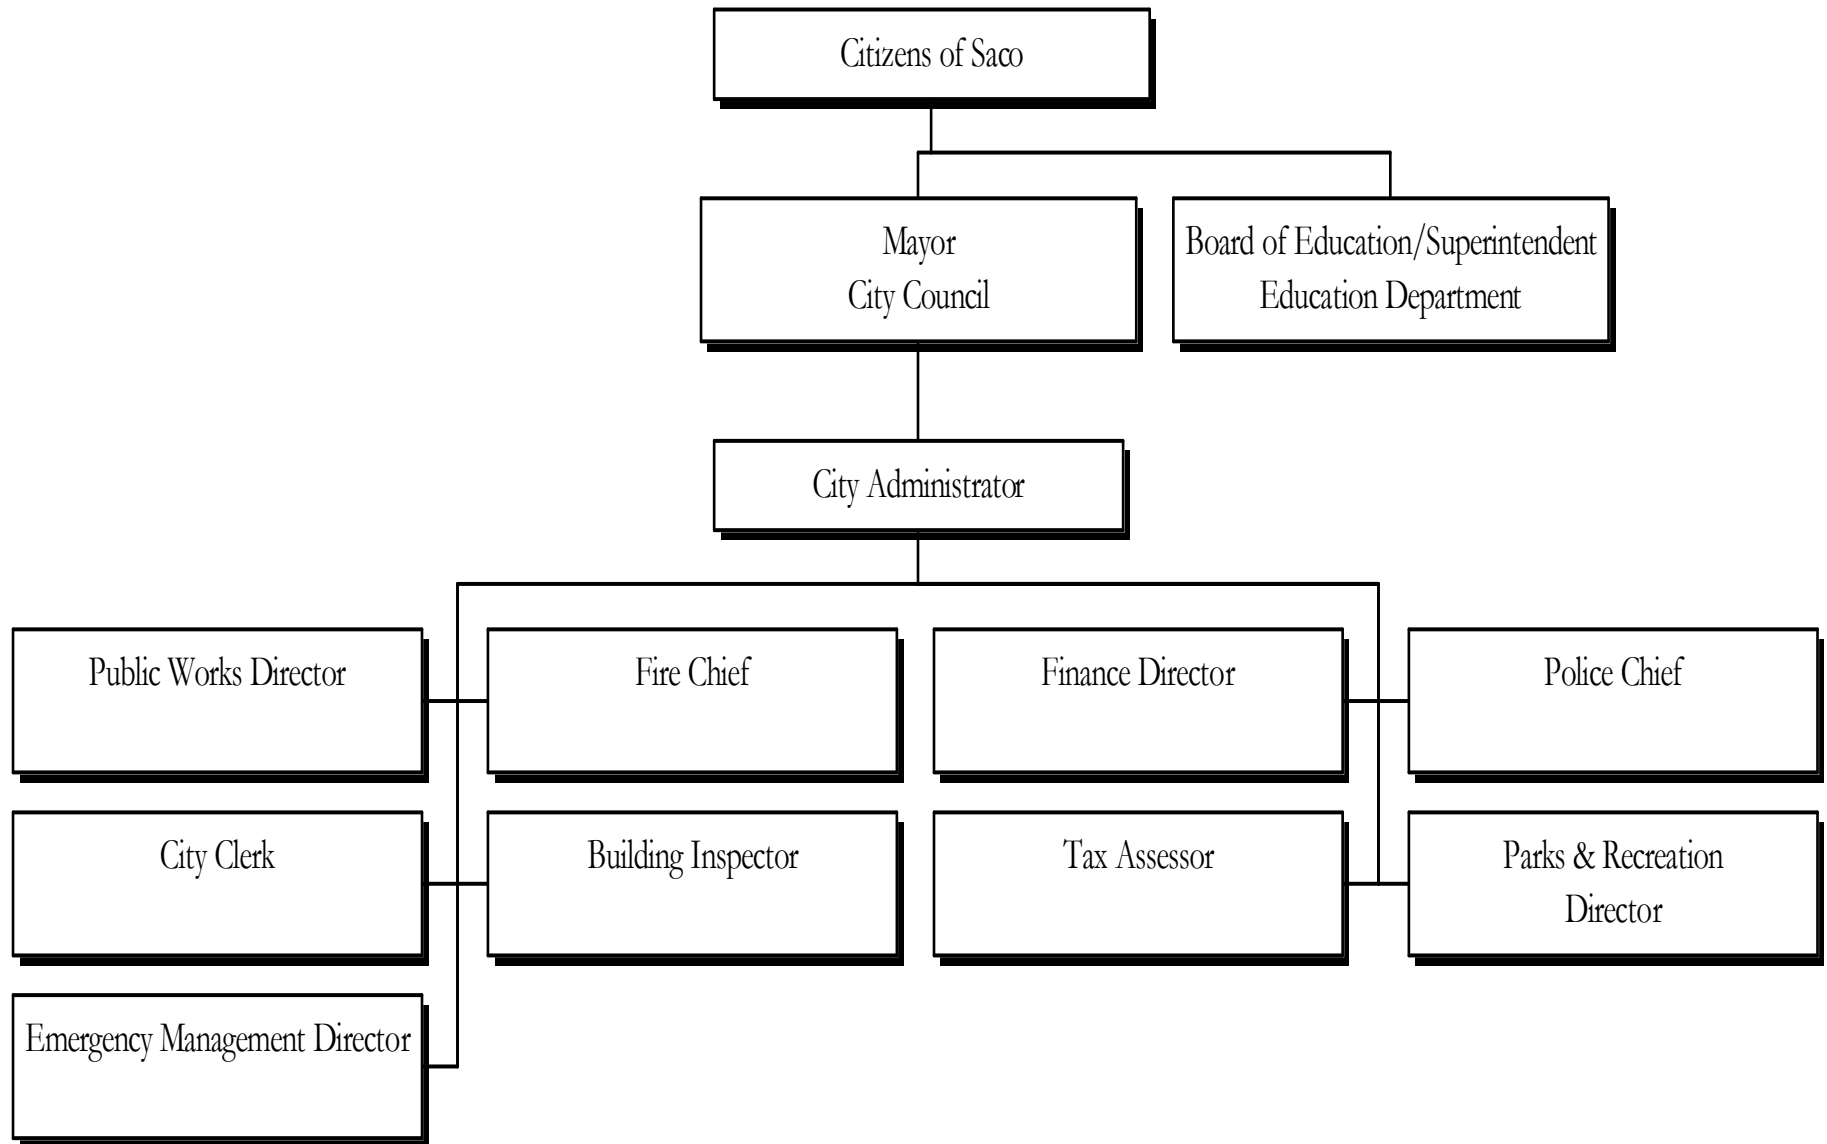 Citizens of Saco
Mayor
City Council
Board of Education/Superintendent
Education Department
City Administrator
Public Works Director
Fire Chief
Finance Director
Police Chief
City Clerk
Building Inspector
Tax Assessor
Parks & Recreation
Director
Emergency Management Director